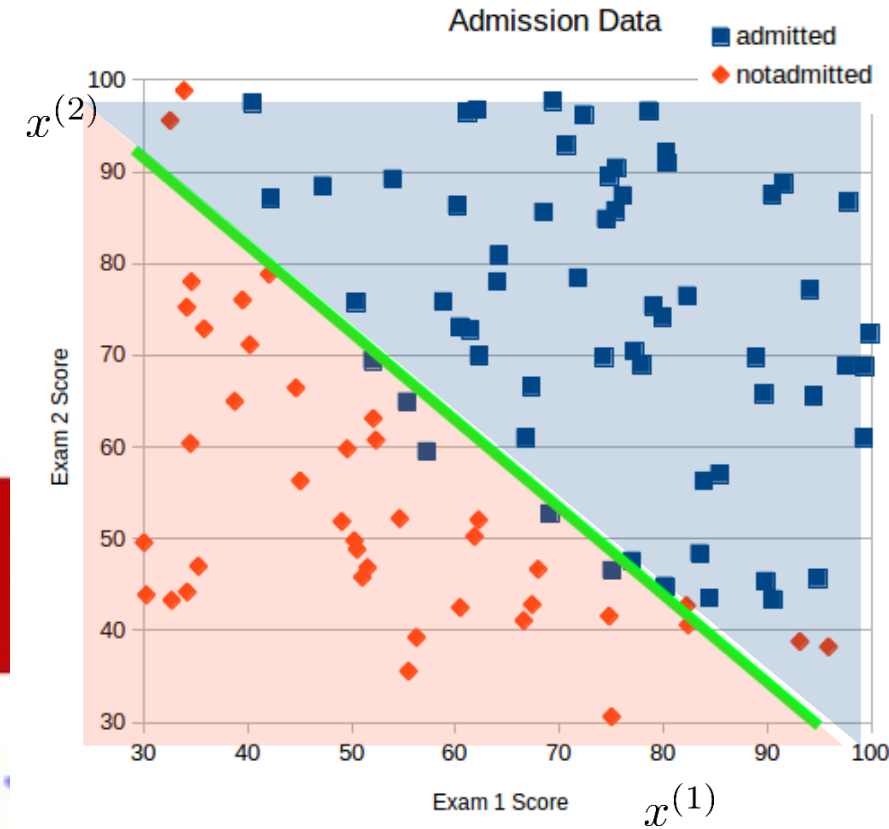 Admission Data
admitted
notadmitted
x^(2)
100
90
80
70
60
50
40
30
Exam 2 Score
30 40 50 60 70 80 90 100
Exam 1 Score
x^(1)